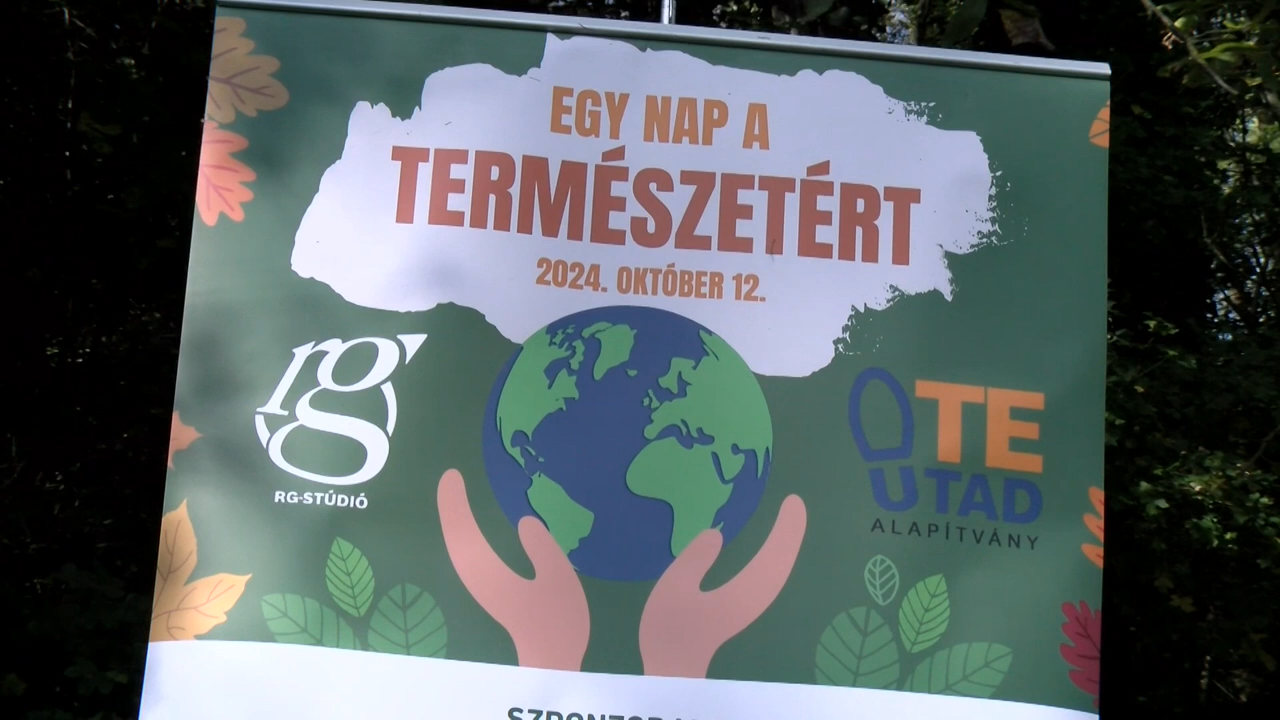 EGY NAP A
TERMÉSZETÉRT
2024. OKTÓBER 12.
rg
RG-STÚDIÓ
TE
UTAD
ALAPÍTVÁNY